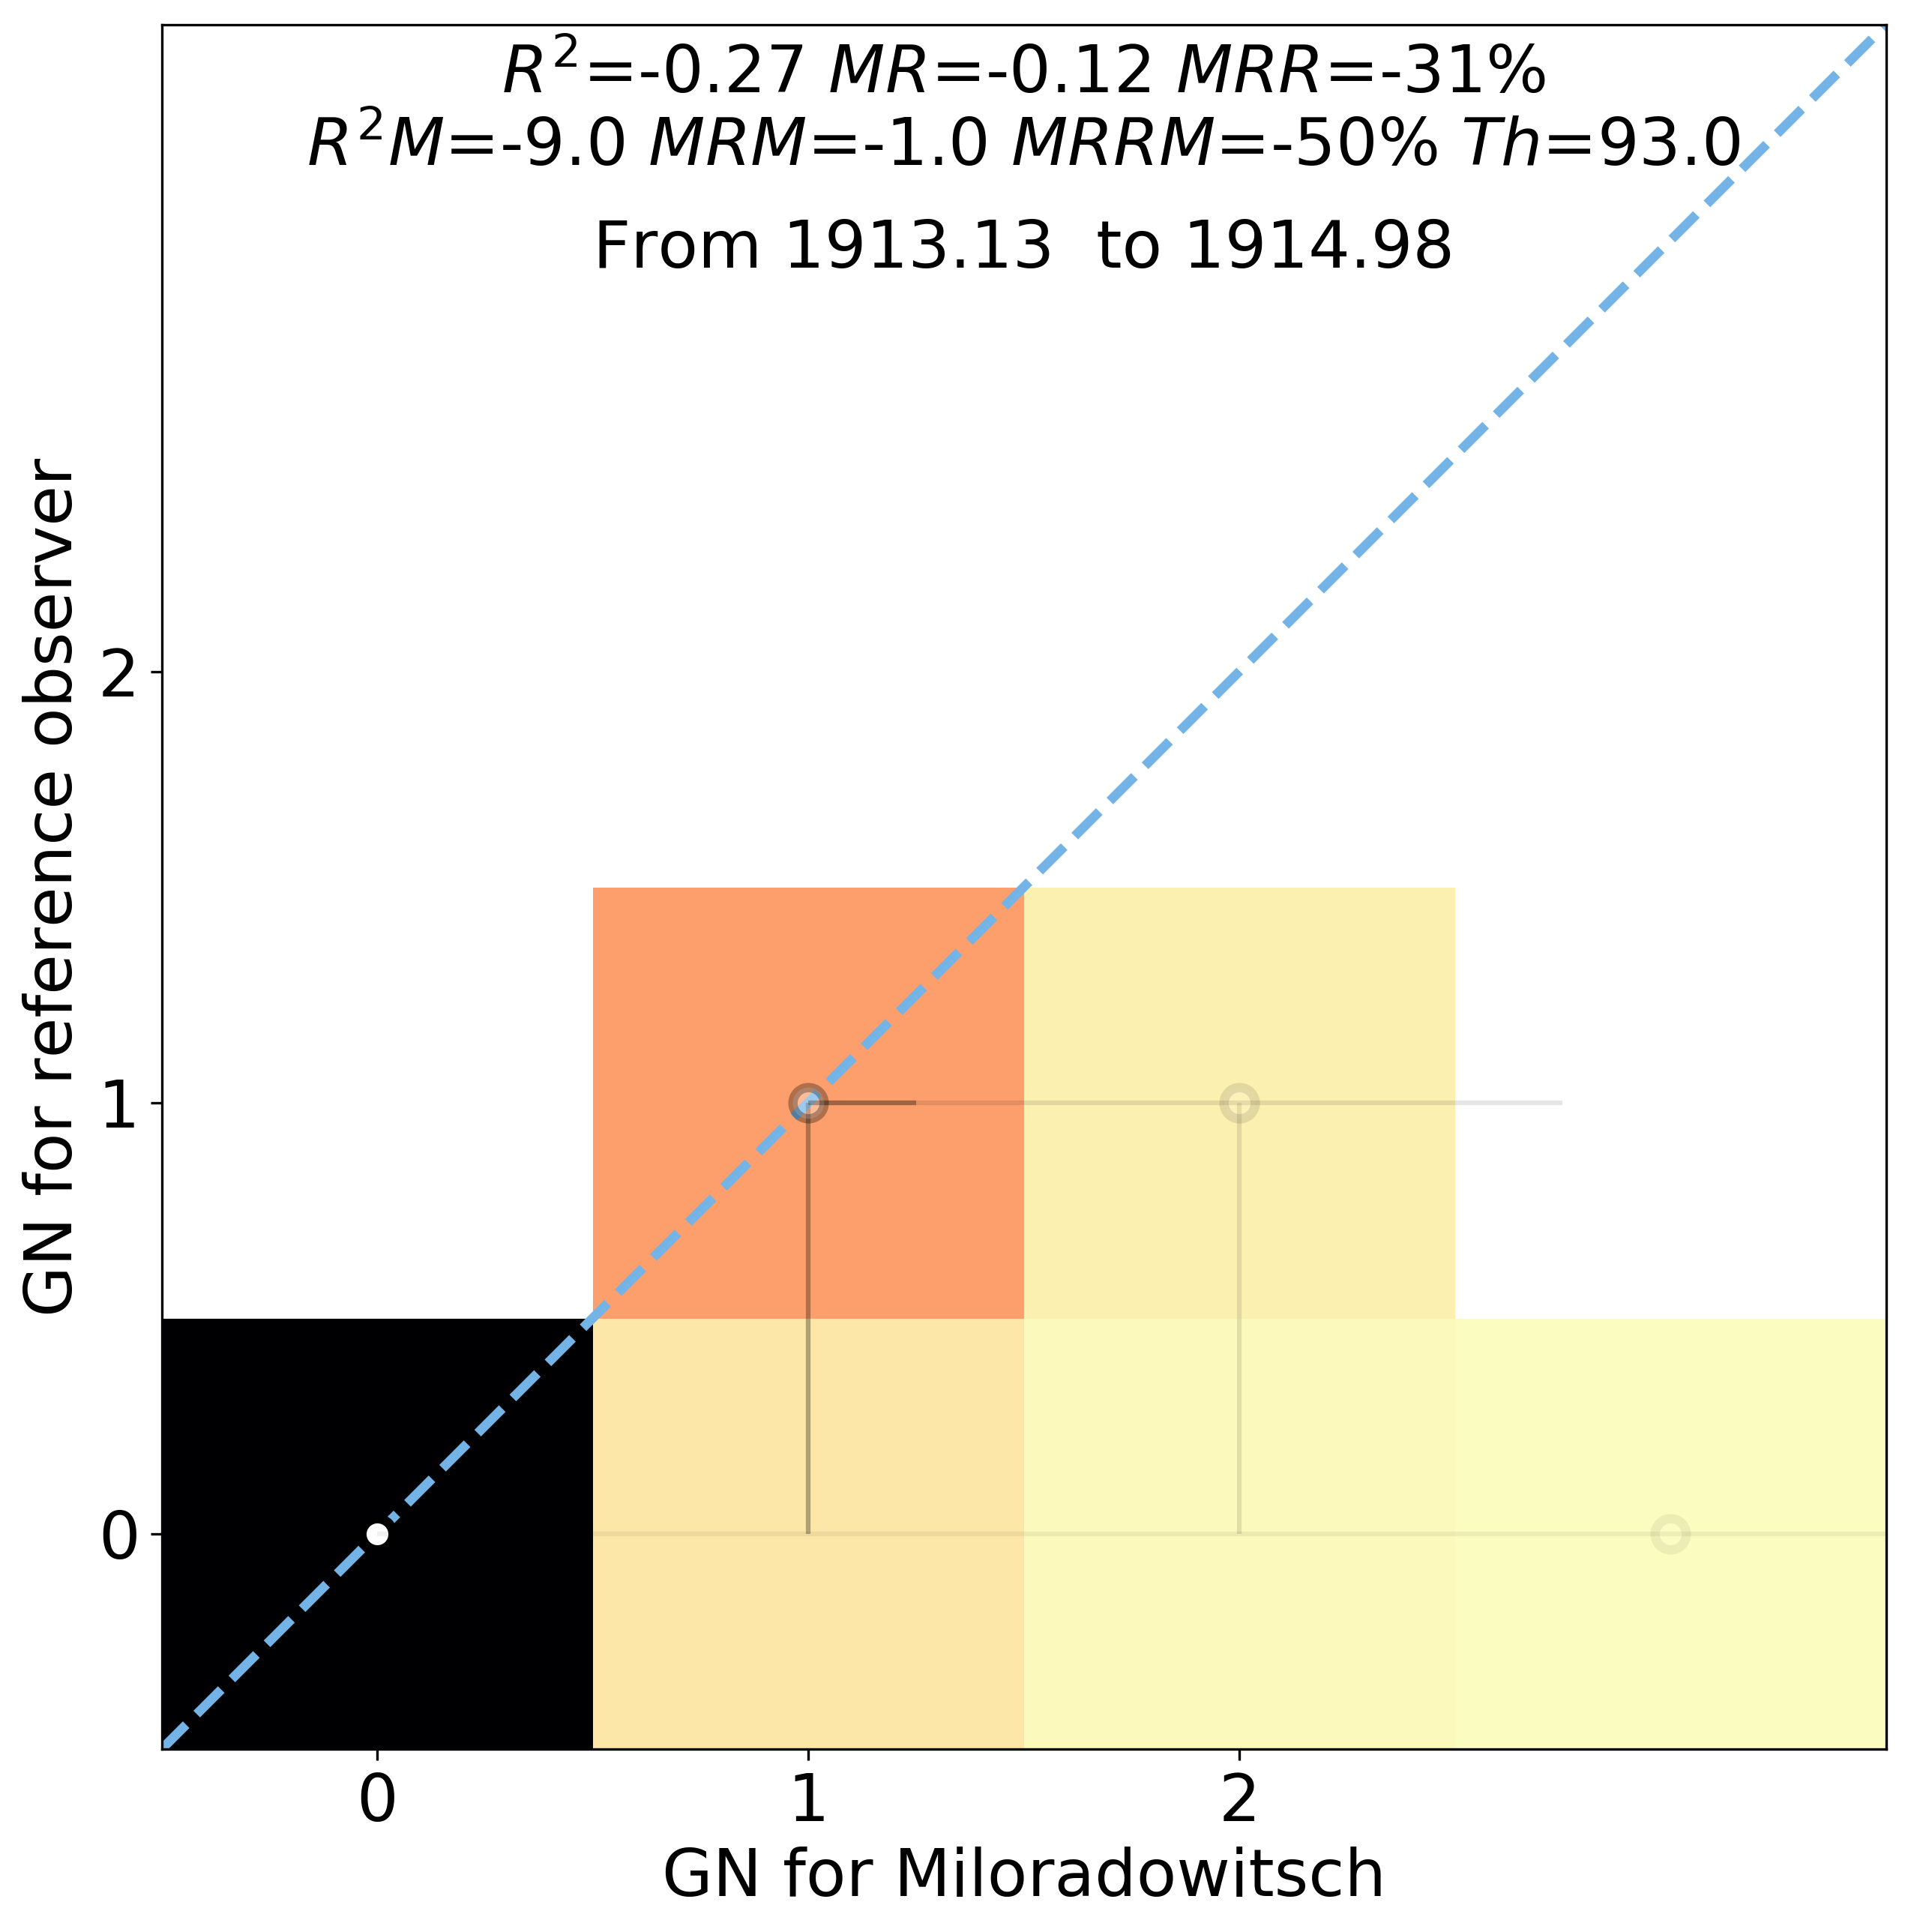 R²=-0.27 MR=-0.12 MRR=-31%
R²M=-9.0 MRM=-1.0 MRRM=-50% Th=93.0
From 1913.13 to 1914.98
GN for reference observer
2
1
0
0 1 2
GN for Miloradowitsch